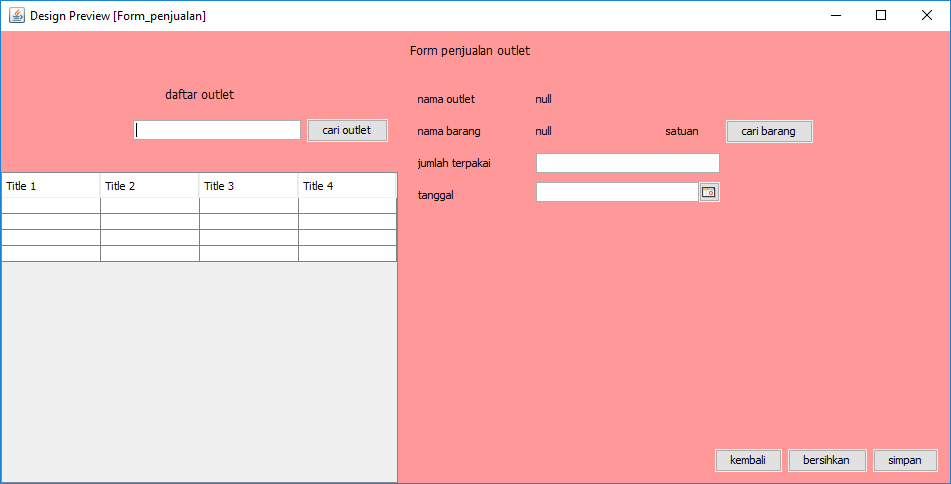 Design Preview [Form_penjualan]
Form penjualan outlet
daftar outlet
cari outlet
Title 1 Title 2 Title 3 Title 4
nama outlet null
nama barang null satuan cari barang
jumlah terpakai
tanggal
kembali bersihkan simpan